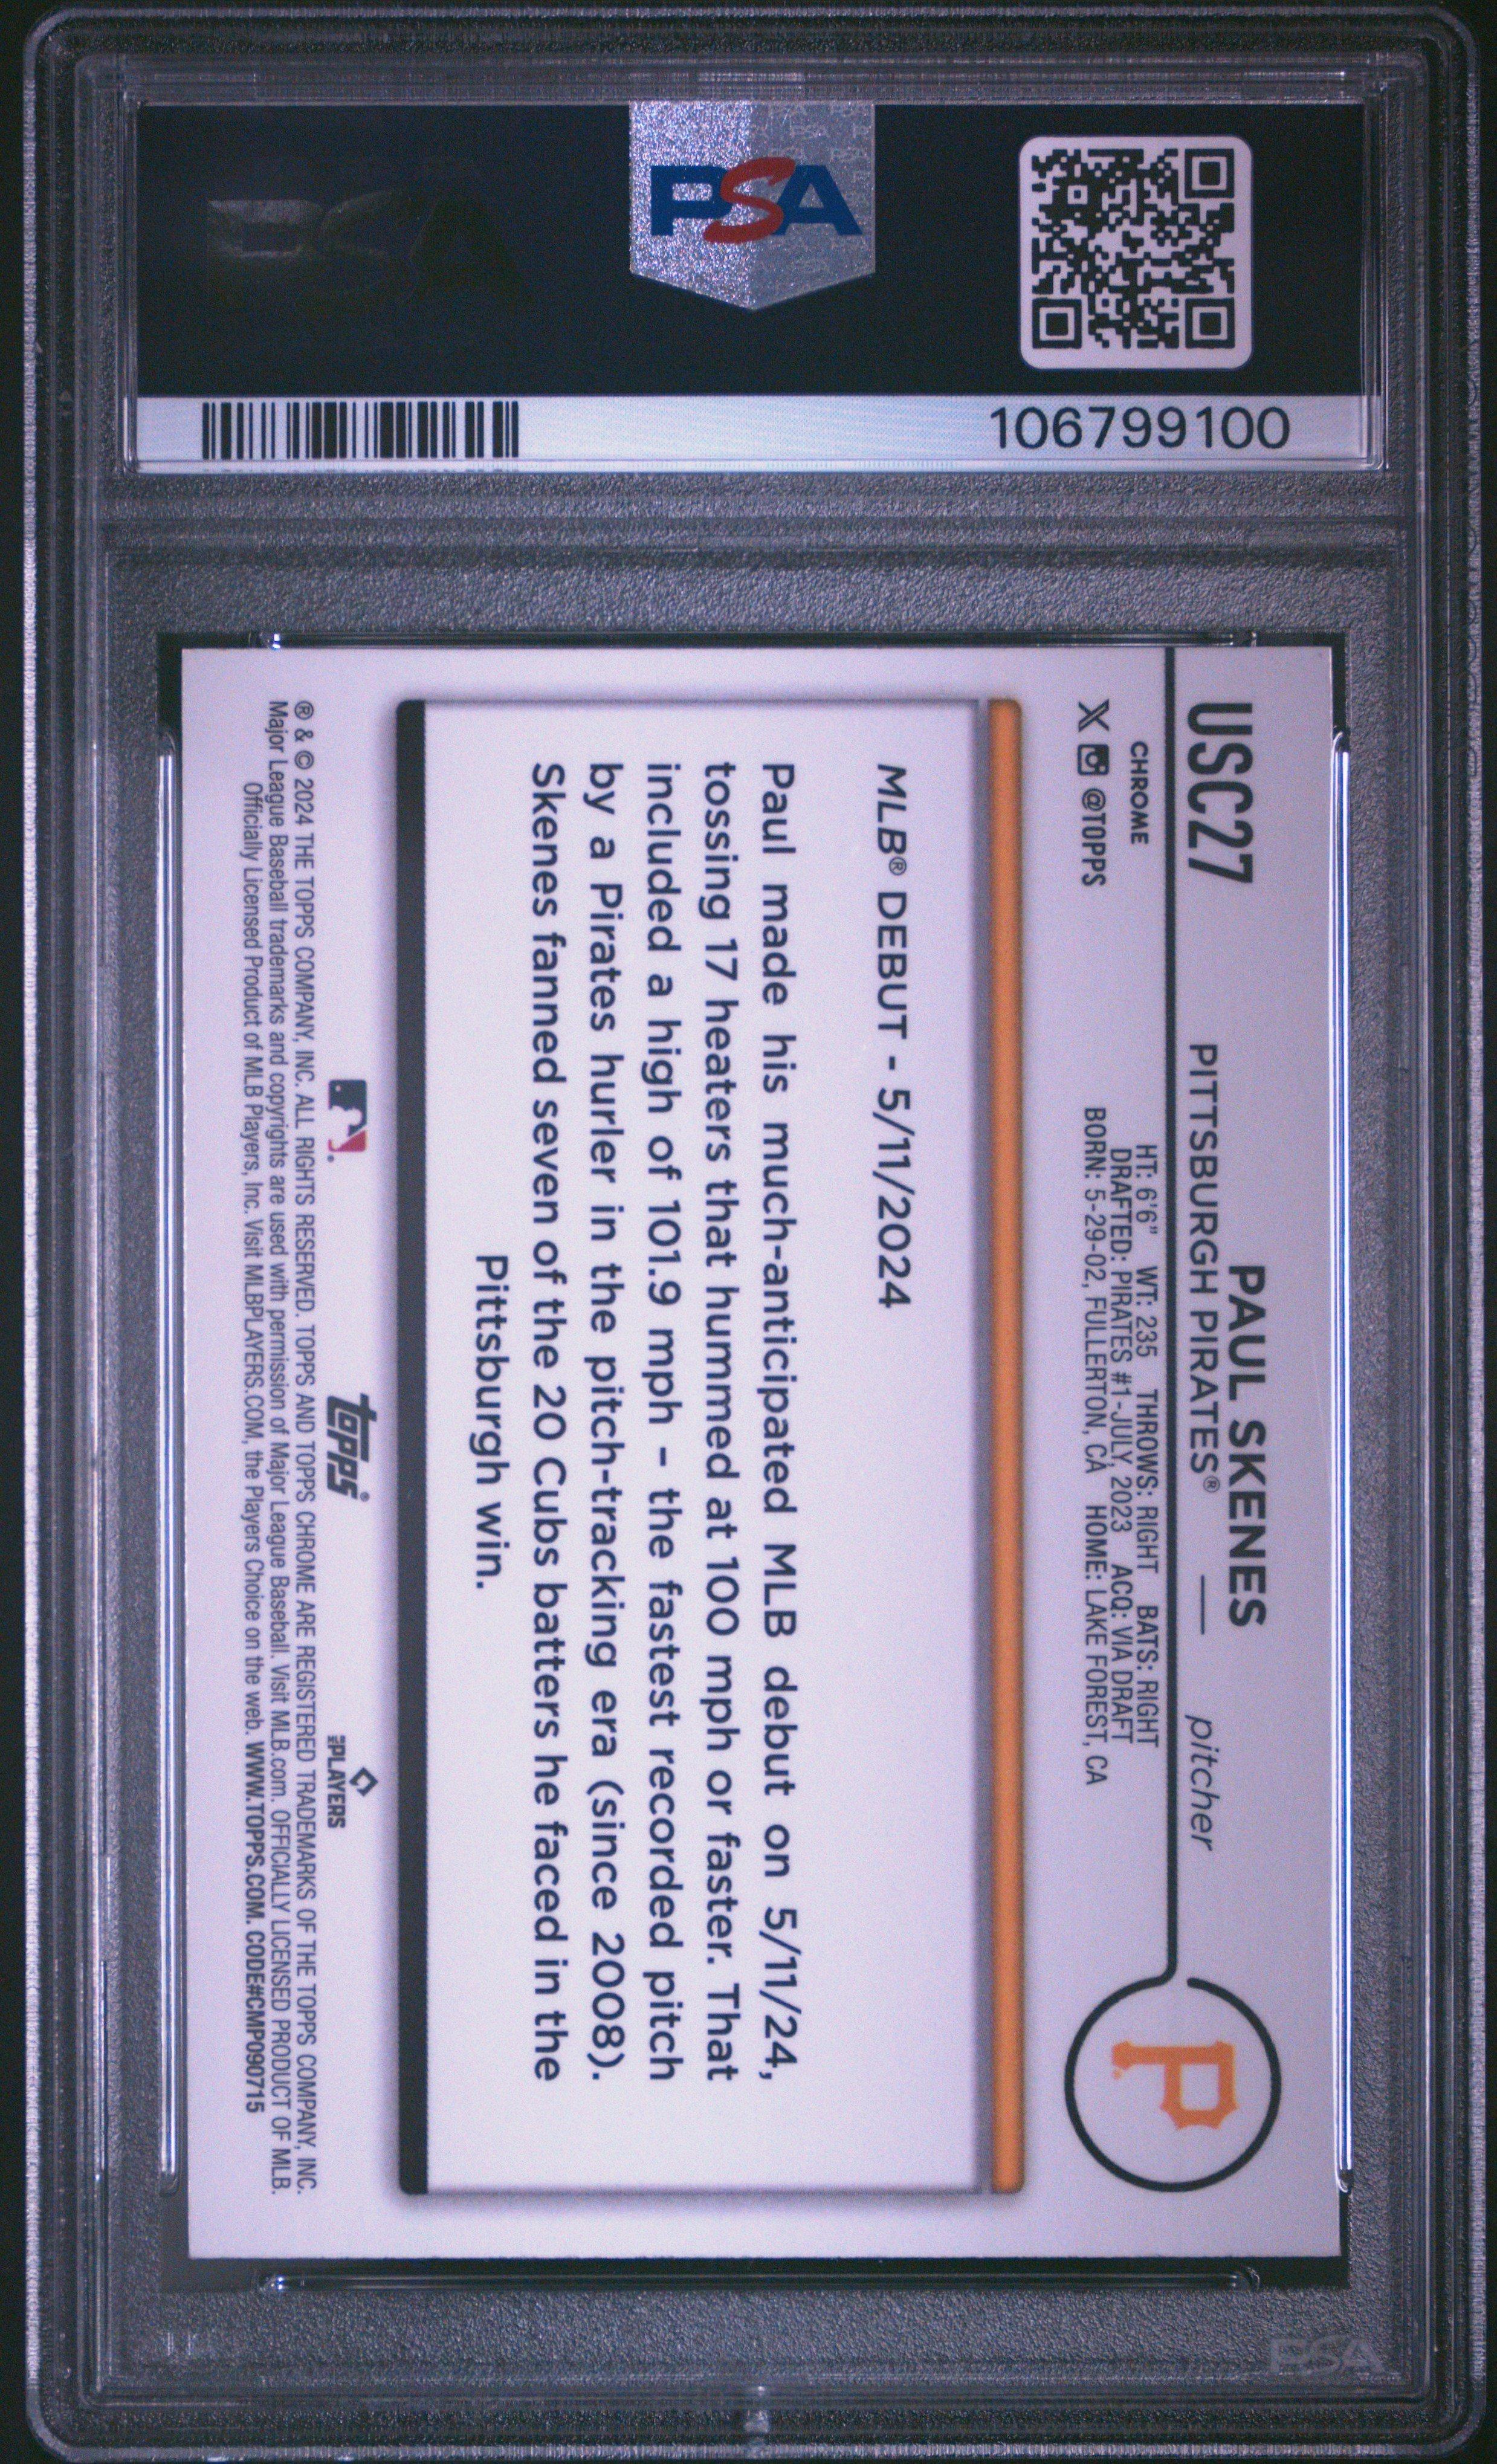 PSA
106799100
USC27
PAUL SKENES
PITTSBURGH PIRATES® — pitcher
CHROME
HT: 6'6" WT: 235 THROWS: RIGHT BATS: RIGHT
DRAFTED: PIRATES #1-JULY, 2023 ACQ: VIA DRAFT
X @TOPPS
BORN: 5-29-02, FULLERTON, CA HOME: LAKE FOREST, CA
P
MLB® DEBUT - 5/11/2024
Paul made his much-anticipated MLB debut on 5/11/24,
tossing 17 heaters that hummed at 100 mph or faster. That
included a high of 101.9 mph – the fastest recorded pitch
by a Pirates hurler in the pitch-tracking era (since 2008).
Skenes fanned seven of the 20 Cubs batters he faced in the
Pittsburgh win.
topps®
MLB PLAYERS
® & © 2024 THE TOPPS COMPANY, INC. ALL RIGHTS RESERVED. TOPPS AND TOPPS CHROME ARE REGISTERED TRADEMARKS OF THE TOPPS COMPANY, INC.
Major League Baseball trademarks and copyrights are used with permission of Major League Baseball. Visit MLB.com. OFFICIALLY LICENSED PRODUCT OF MLB.
Officially Licensed Product of MLB Players, Inc. Visit MLBPLAYERS.COM, the Players Choice on the web. WWW.TOPPS.COM. CODE#CMP090715
PSA